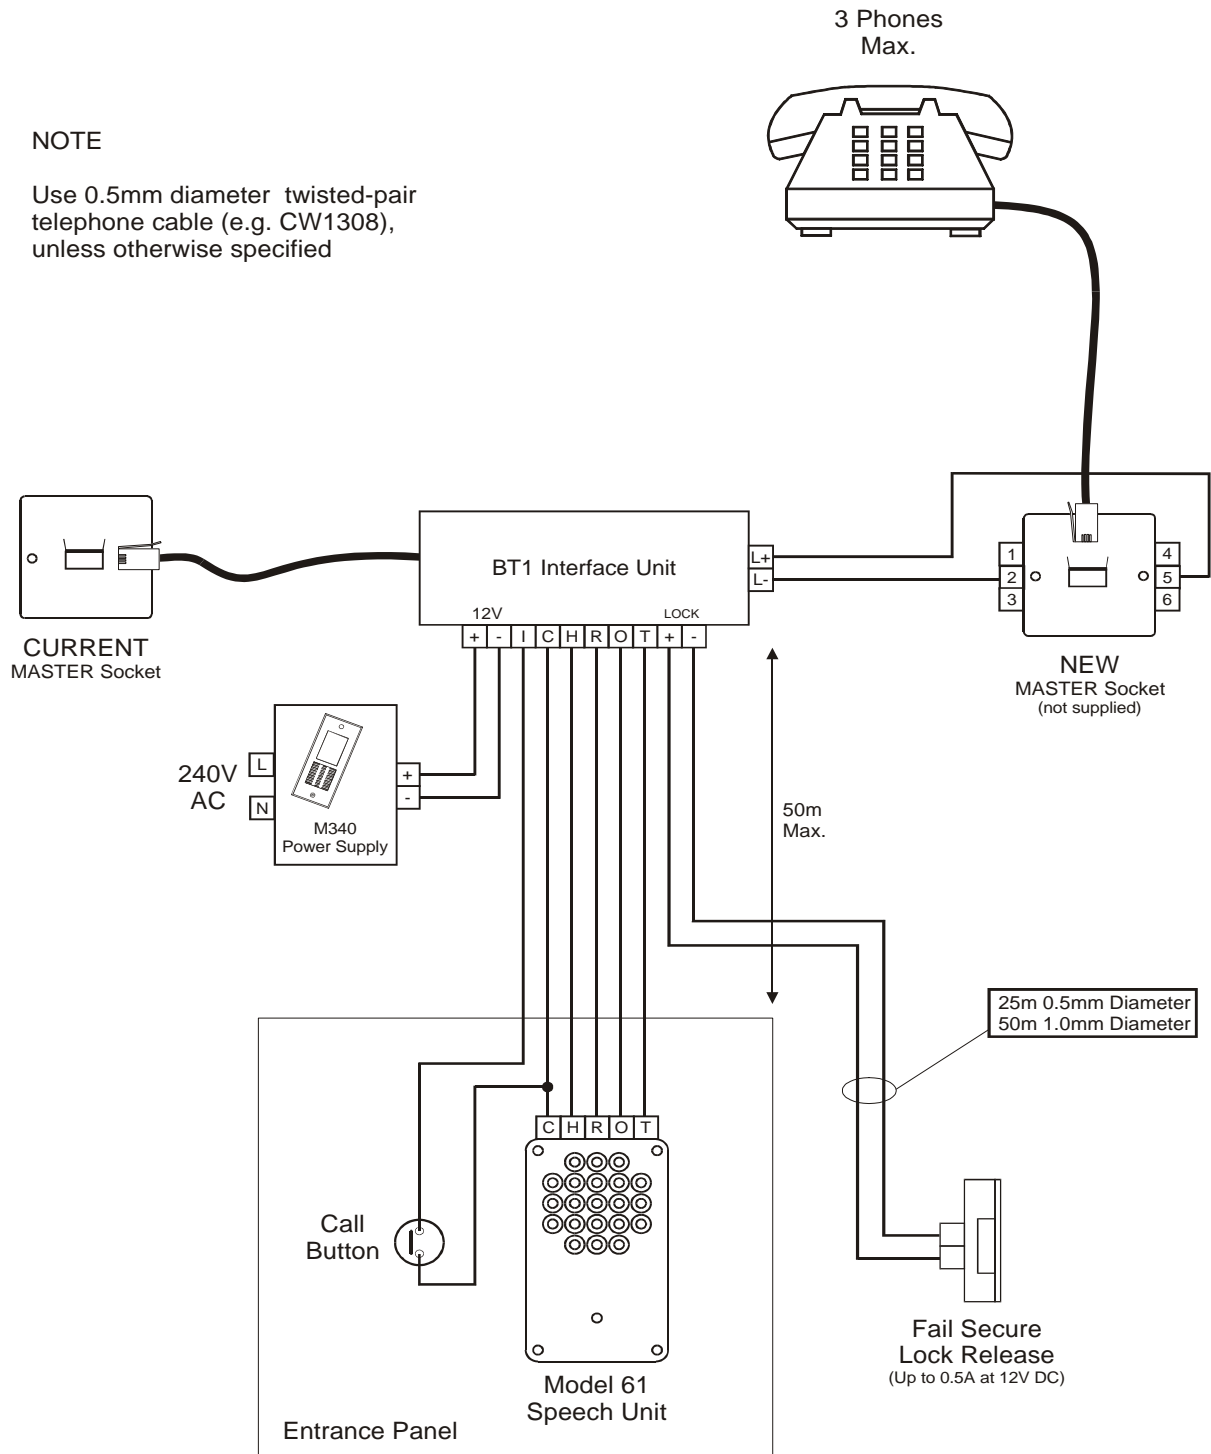 3 Phones
Max.
NOTE
Use 0.5mm diameter twisted-pair
telephone cable (e.g. CW1308),
unless otherwise specified
BT1 Interface Unit
L+
L-
12V
LOCK
+ - I C H R O T + -
1
2
3
4
5
6
CURRENT
MASTER Socket
NEW
MASTER Socket
(not supplied)
240V
AC
L
N
+
-
M340
Power Supply
50m
Max.
25m 0.5mm Diameter
50m 1.0mm Diameter
C H R O T
Call
Button
Model 61
Speech Unit
Entrance Panel
Fail Secure
Lock Release
(Up to 0.5A at 12V DC)